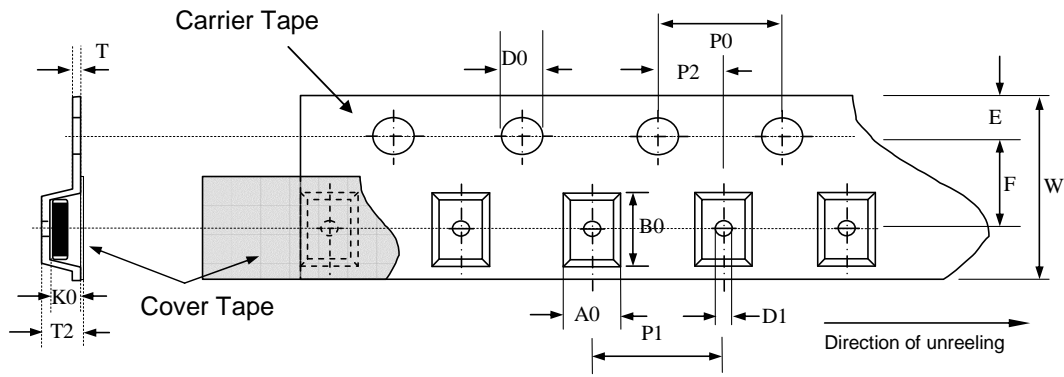 Carrier Tape
T
D0
P0
P2
E
F
W
B0
K0
Cover Tape
T2
A0
P1
D1
Direction of unreeling